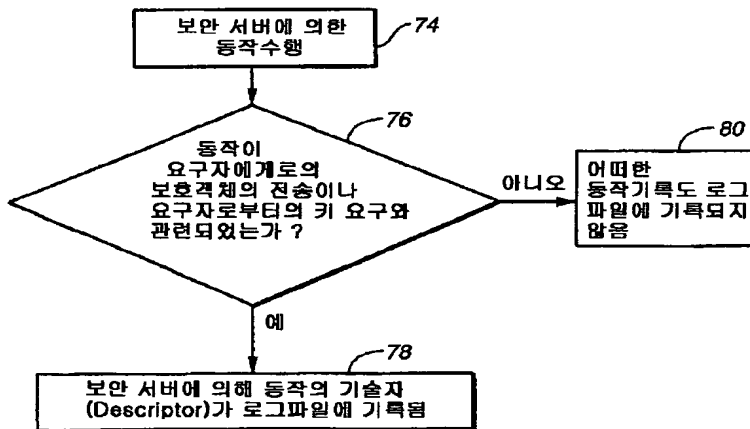 보안 서버에 의한
동작수행
74
76
동작이
요구자에게로의
보호객체의 전송이나
요구자로부터의 키 요구와
관련되었는가 ?
아니오
80
어떠한
동작기록도 로그
파일에 기록되지
않음
예
78
보안 서버에 의해 동작의 기술자
(Descriptor)가 로그파일에 기록됨